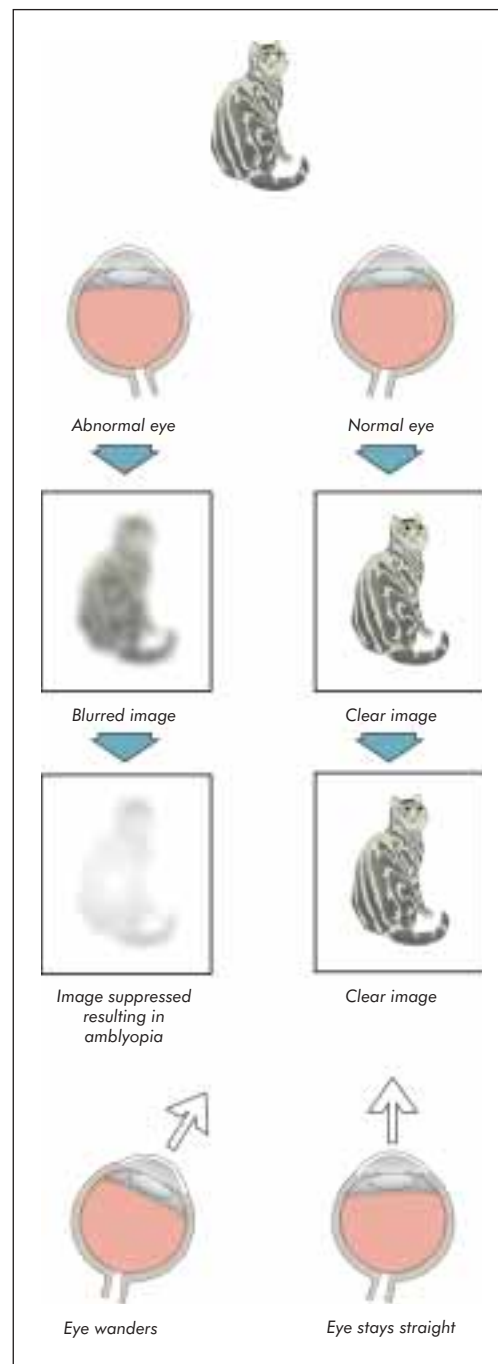 Abnormal eye
Normal eye
Blurred image
Clear image
Image suppressed
resulting in
amblyopia
Clear image
Eye wanders
Eye stays straight